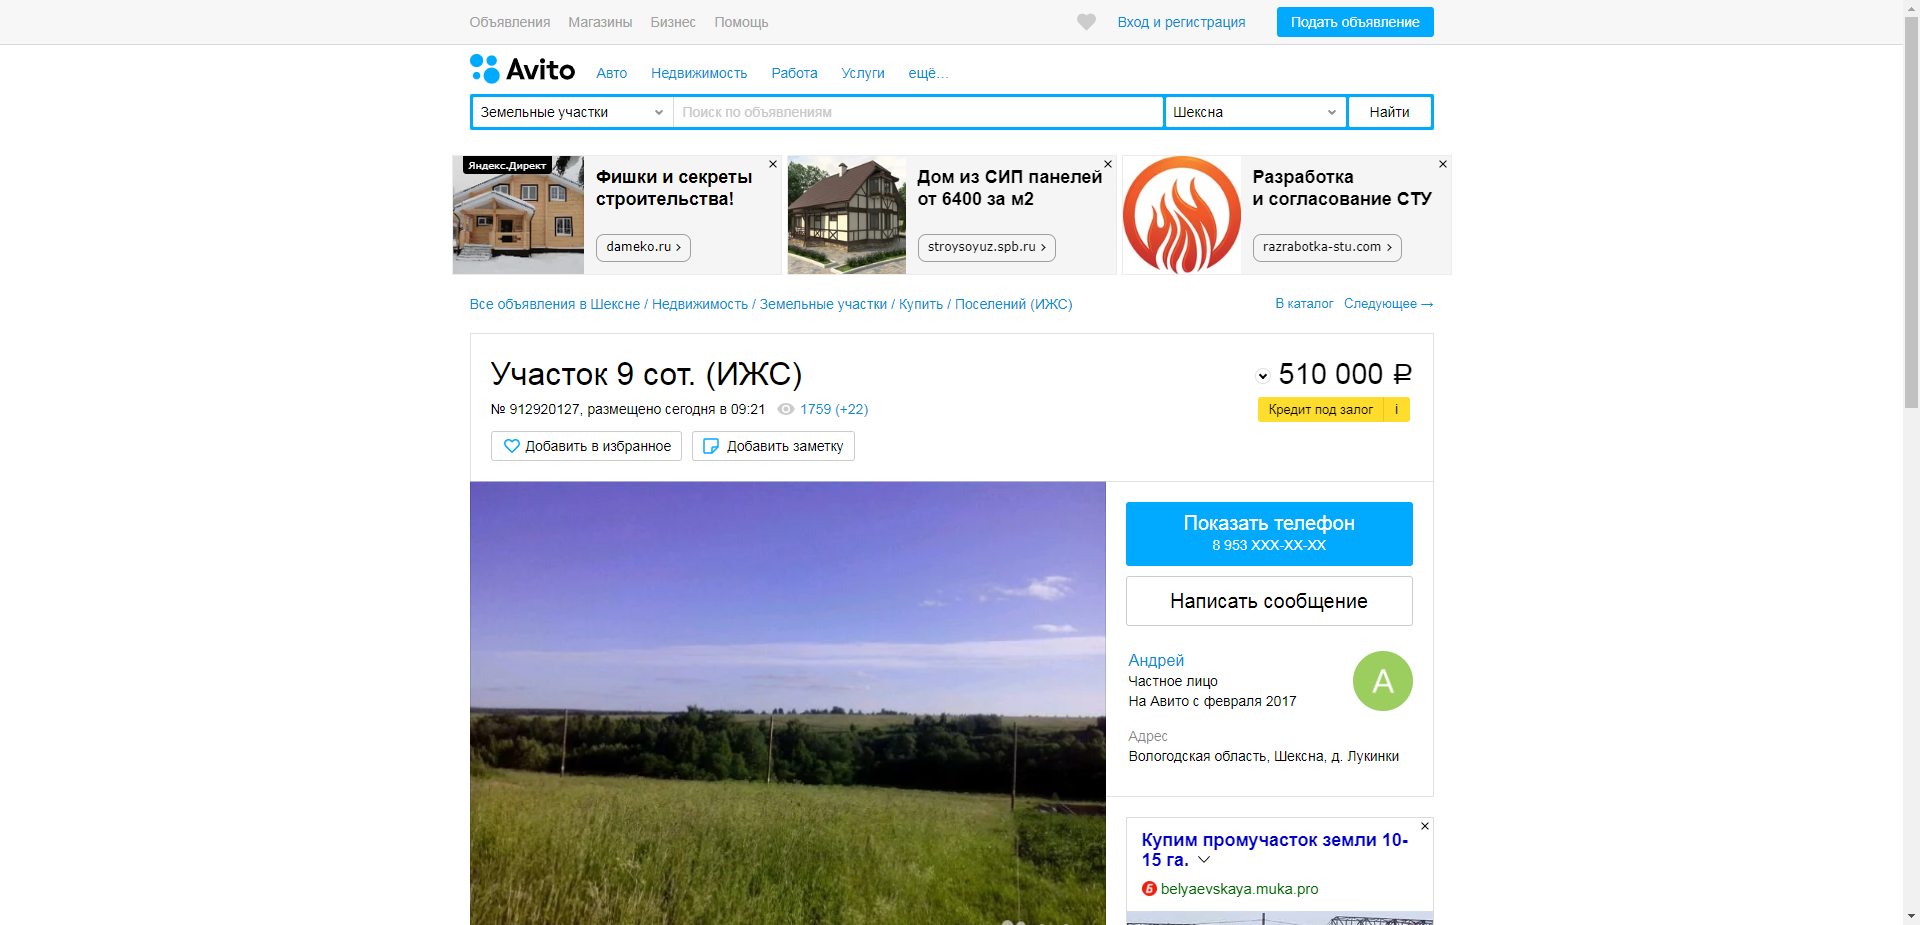 Объявления Магазины Бизнес Помощь Вход и регистрация Подать объявление
Avito Авто Недвижимость Работа Услуги ещё...
Земельные участки Поиск по объявлениям Шексна Найти
Яндекс.Директ
Фишки и секреты
строительства!
dameko.ru
Дом из СИП панелей
от 6400 за м2
stroysoyuz.spb.ru
Разработка
и согласование СТУ
razrabotka-stu.com
Все объявления в Шексне / Недвижимость / Земельные участки / Купить / Поселений (ИЖС) В каталог Следующее →
Участок 9 сот. (ИЖС) 510 000 ₽
№ 912920127, размещено сегодня в 09:21 1759 (+22) Кредит под залог i
Добавить в избранное Добавить заметку
Показать телефон
8 953 XXX-XX-XX
Написать сообщение
Андрей
Частное лицо
На Авито с февраля 2017
А
Адрес
Вологодская область, Шексна, д. Лукинки
Купим промучасток земли 10-
15 га.
Б belyaevskaya.muka.pro